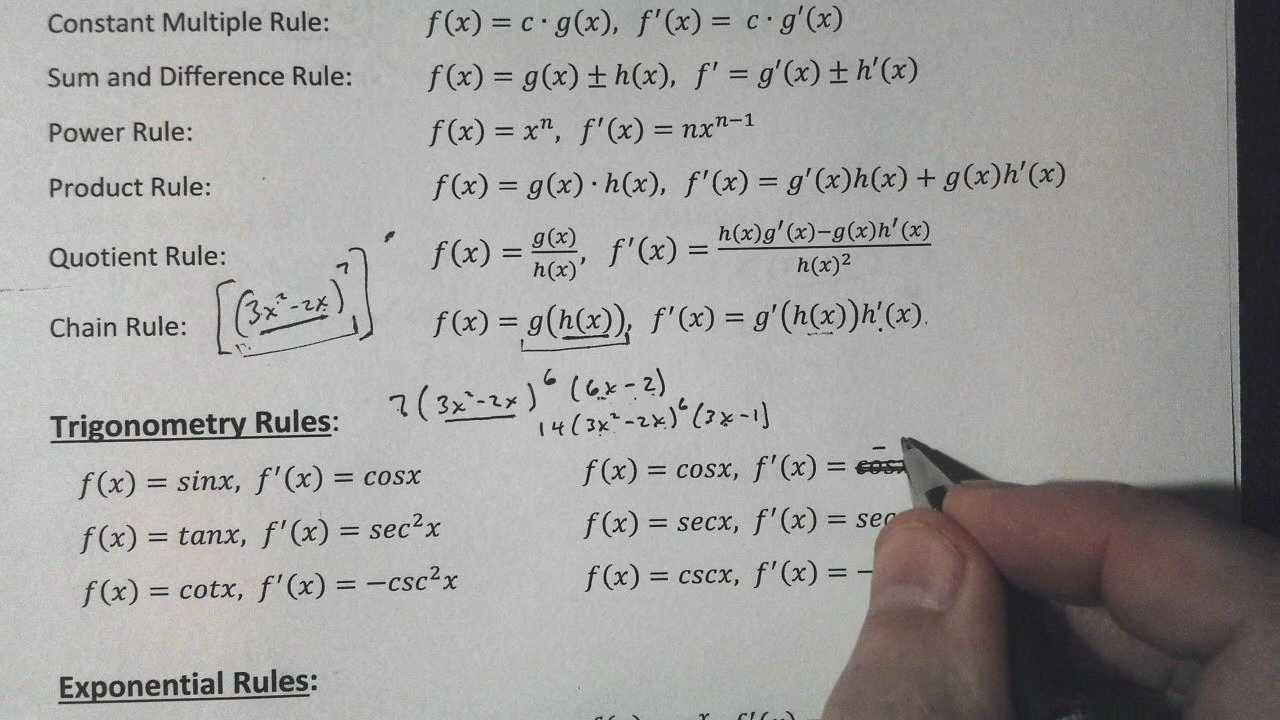 Constant Multiple Rule: f(x) = c · g(x), f′(x) = c · g′(x)
Sum and Difference Rule: f(x) = g(x) ± h(x), f′ = g′(x) ± h′(x)
Power Rule: f(x) = xⁿ, f′(x) = nxⁿ⁻¹
Product Rule: f(x) = g(x) · h(x), f′(x) = g′(x)h(x) + g(x)h′(x)
Quotient Rule: f(x) = g(x)/h(x), f′(x) = h(x)g′(x)−g(x)h′(x)/h(x)²
[(3x²-2x)⁷]′
Chain Rule: f(x) = g(h(x)), f′(x) = g′(h(x))h′(x).
7(3x²-2x)⁶(6x-2)
14(3x²-2x)⁶(3x-1)
Trigonometry Rules:
f(x) = sinx, f′(x) = cosx f(x) = cosx, f′(x) = −
f(x) = tanx, f′(x) = sec²x f(x) = secx, f′(x) = sec
f(x) = cotx, f′(x) = −csc²x f(x) = cscx, f′(x) = −
Exponential Rules: